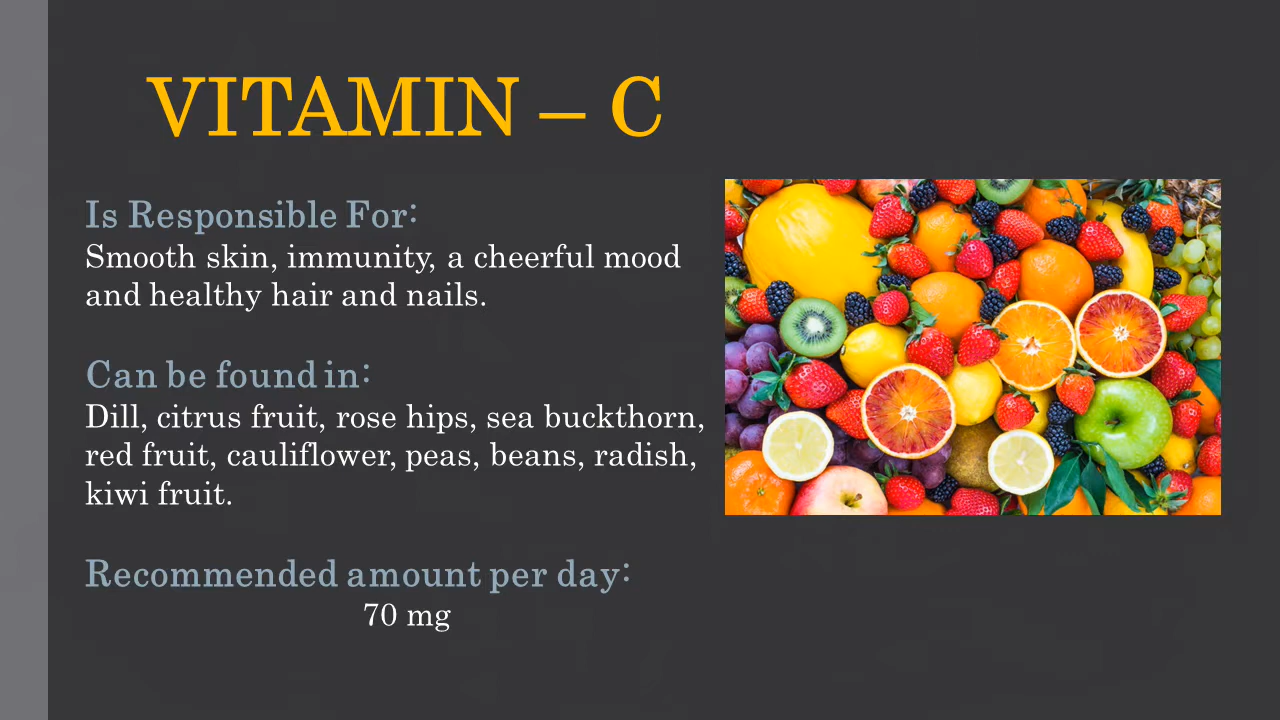 VITAMIN – C
Is Responsible For:
Smooth skin, immunity, a cheerful mood
and healthy hair and nails.
Can be found in:
Dill, citrus fruit, rose hips, sea buckthorn,
red fruit, cauliflower, peas, beans, radish,
kiwi fruit.
Recommended amount per day:
70 mg